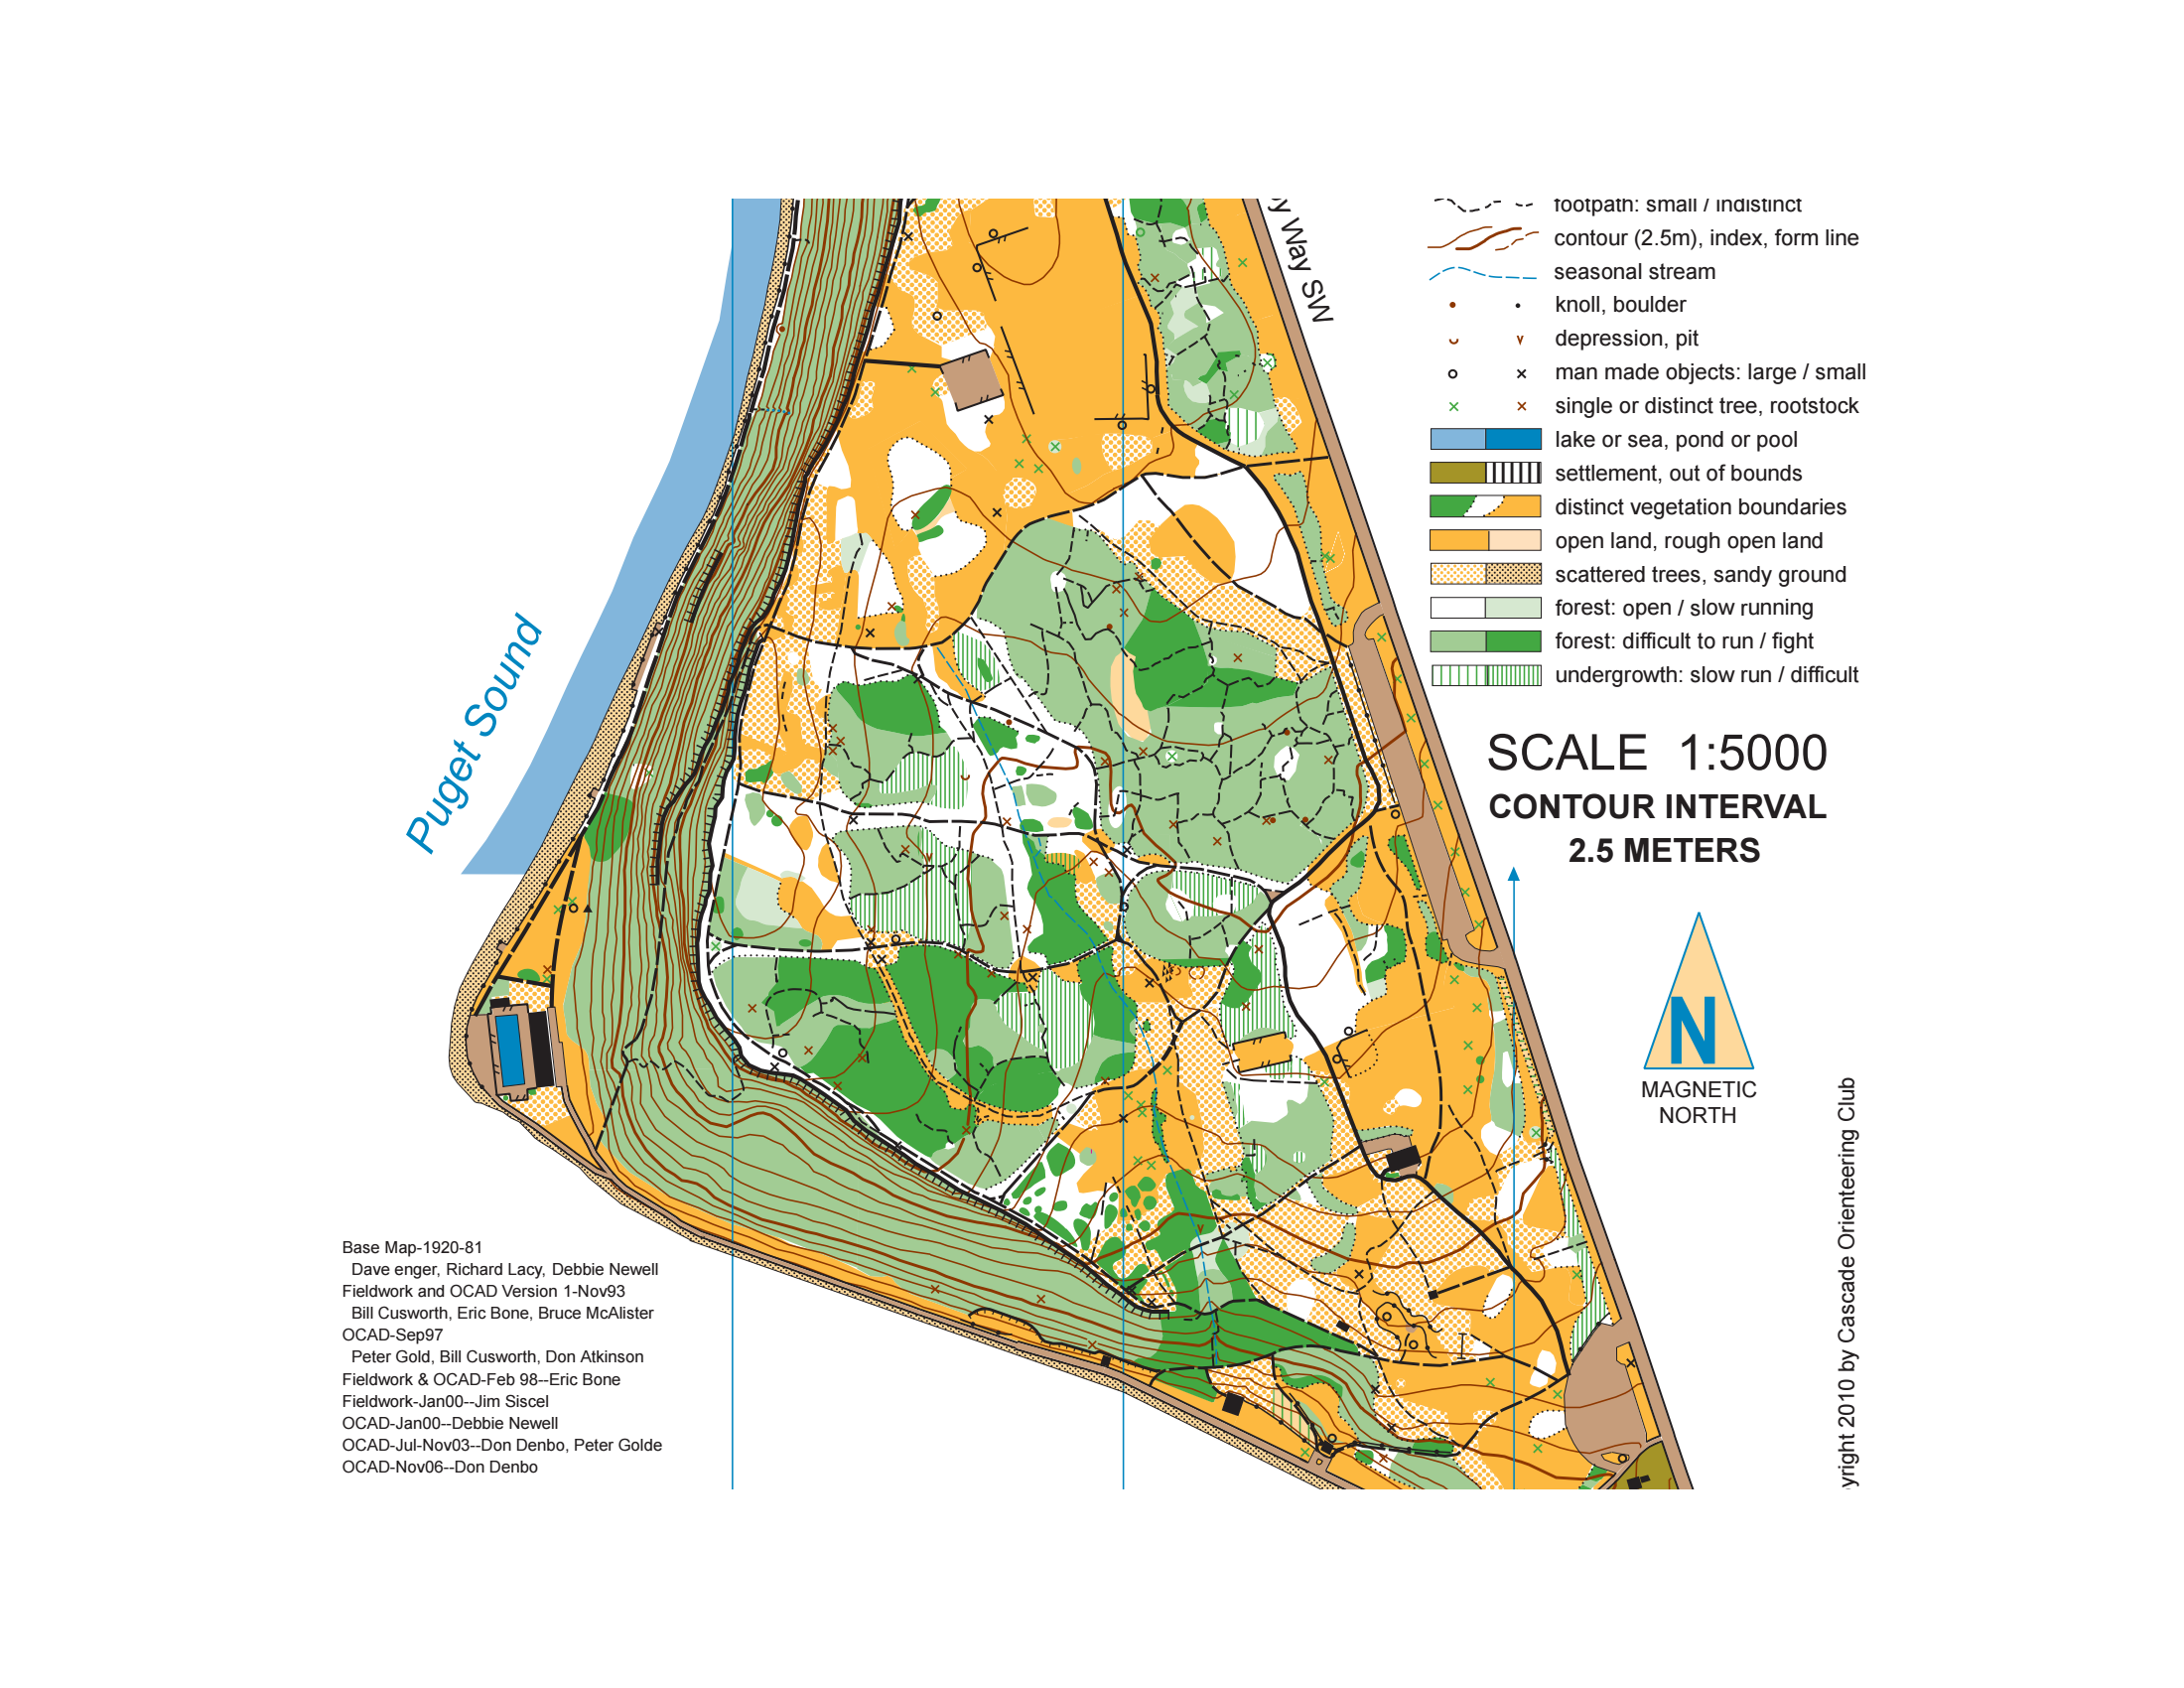 y Way SW
footpath: small / indistinct
contour (2.5m), index, form line
seasonal stream
knoll, boulder
depression, pit
man made objects: large / small
single or distinct tree, rootstock
lake or sea, pond or pool
settlement, out of bounds
distinct vegetation boundaries
open land, rough open land
scattered trees, sandy ground
forest: open / slow running
forest: difficult to run / fight
undergrowth: slow run / difficult
Puget Sound
SCALE 1:5000
CONTOUR INTERVAL
2.5 METERS
N
MAGNETIC
NORTH
yright 2010 by Cascade Orienteering Club
Base Map-1920-81
Dave enger, Richard Lacy, Debbie Newell
Fieldwork and OCAD Version 1-Nov93
Bill Cusworth, Eric Bone, Bruce McAlister
OCAD-Sep97
Peter Gold, Bill Cusworth, Don Atkinson
Fieldwork & OCAD-Feb 98--Eric Bone
Fieldwork-Jan00--Jim Siscel
OCAD-Jan00--Debbie Newell
OCAD-Jul-Nov03--Don Denbo, Peter Golde
OCAD-Nov06--Don Denbo